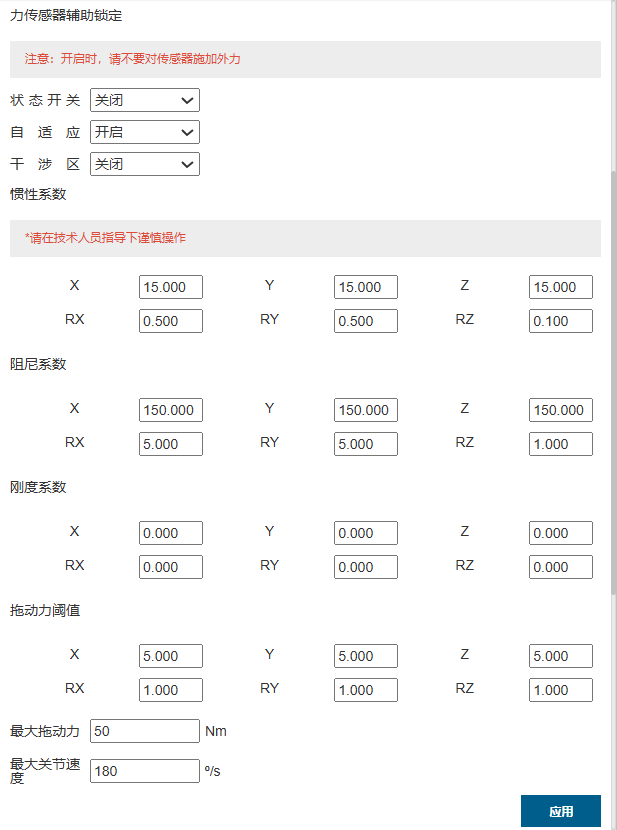 力传感器辅助锁定
注意：开启时，请不要对传感器施加外力
状态开关 关闭
自适应 开启
干涉区 关闭
惯性系数
*请在技术人员指导下谨慎操作
X 15.000 Y 15.000 Z 15.000
RX 0.500 RY 0.500 RZ 0.100
阻尼系数
X 150.000 Y 150.000 Z 150.000
RX 5.000 RY 5.000 RZ 1.000
刚度系数
X 0.000 Y 0.000 Z 0.000
RX 0.000 RY 0.000 RZ 0.000
拖动力阈值
X 5.000 Y 5.000 Z 5.000
RX 1.000 RY 1.000 RZ 1.000
最大拖动力 50 Nm
最大关节速
度 180 º/s
应用